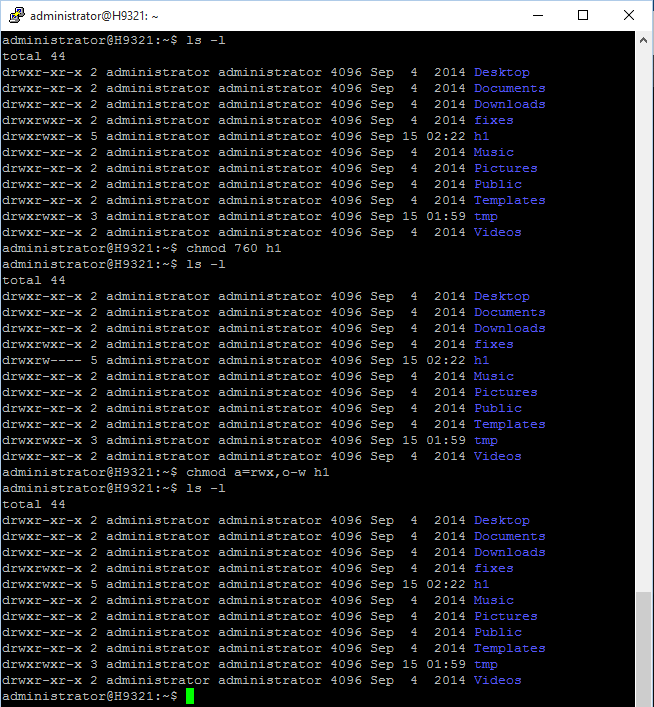 administrator@H9321: ~
administrator@H9321:~$ ls -l
total 44
drwxr-xr-x 2 administrator administrator 4096 Sep  4  2014 Desktop
drwxr-xr-x 2 administrator administrator 4096 Sep  4  2014 Documents
drwxr-xr-x 2 administrator administrator 4096 Sep  4  2014 Downloads
drwxrwxr-x 2 administrator administrator 4096 Sep  4  2014 fixes
drwxrwxr-x 5 administrator administrator 4096 Sep 15 02:22 h1
drwxr-xr-x 2 administrator administrator 4096 Sep  4  2014 Music
drwxr-xr-x 2 administrator administrator 4096 Sep  4  2014 Pictures
drwxr-xr-x 2 administrator administrator 4096 Sep  4  2014 Public
drwxr-xr-x 2 administrator administrator 4096 Sep  4  2014 Templates
drwxrwxr-x 3 administrator administrator 4096 Sep 15 01:59 tmp
drwxr-xr-x 2 administrator administrator 4096 Sep  4  2014 Videos
administrator@H9321:~$ chmod 760 h1
administrator@H9321:~$ ls -l
total 44
drwxr-xr-x 2 administrator administrator 4096 Sep  4  2014 Desktop
drwxr-xr-x 2 administrator administrator 4096 Sep  4  2014 Documents
drwxr-xr-x 2 administrator administrator 4096 Sep  4  2014 Downloads
drwxrwxr-x 2 administrator administrator 4096 Sep  4  2014 fixes
drwxrw---- 5 administrator administrator 4096 Sep 15 02:22 h1
drwxr-xr-x 2 administrator administrator 4096 Sep  4  2014 Music
drwxr-xr-x 2 administrator administrator 4096 Sep  4  2014 Pictures
drwxr-xr-x 2 administrator administrator 4096 Sep  4  2014 Public
drwxr-xr-x 2 administrator administrator 4096 Sep  4  2014 Templates
drwxrwxr-x 3 administrator administrator 4096 Sep 15 01:59 tmp
drwxr-xr-x 2 administrator administrator 4096 Sep  4  2014 Videos
administrator@H9321:~$ chmod a=rwx,o-w h1
administrator@H9321:~$ ls -l
total 44
drwxr-xr-x 2 administrator administrator 4096 Sep  4  2014 Desktop
drwxr-xr-x 2 administrator administrator 4096 Sep  4  2014 Documents
drwxr-xr-x 2 administrator administrator 4096 Sep  4  2014 Downloads
drwxrwxr-x 2 administrator administrator 4096 Sep  4  2014 fixes
drwxrwxr-x 5 administrator administrator 4096 Sep 15 02:22 h1
drwxr-xr-x 2 administrator administrator 4096 Sep  4  2014 Music
drwxr-xr-x 2 administrator administrator 4096 Sep  4  2014 Pictures
drwxr-xr-x 2 administrator administrator 4096 Sep  4  2014 Public
drwxr-xr-x 2 administrator administrator 4096 Sep  4  2014 Templates
drwxrwxr-x 3 administrator administrator 4096 Sep 15 01:59 tmp
drwxr-xr-x 2 administrator administrator 4096 Sep  4  2014 Videos
administrator@H9321:~$